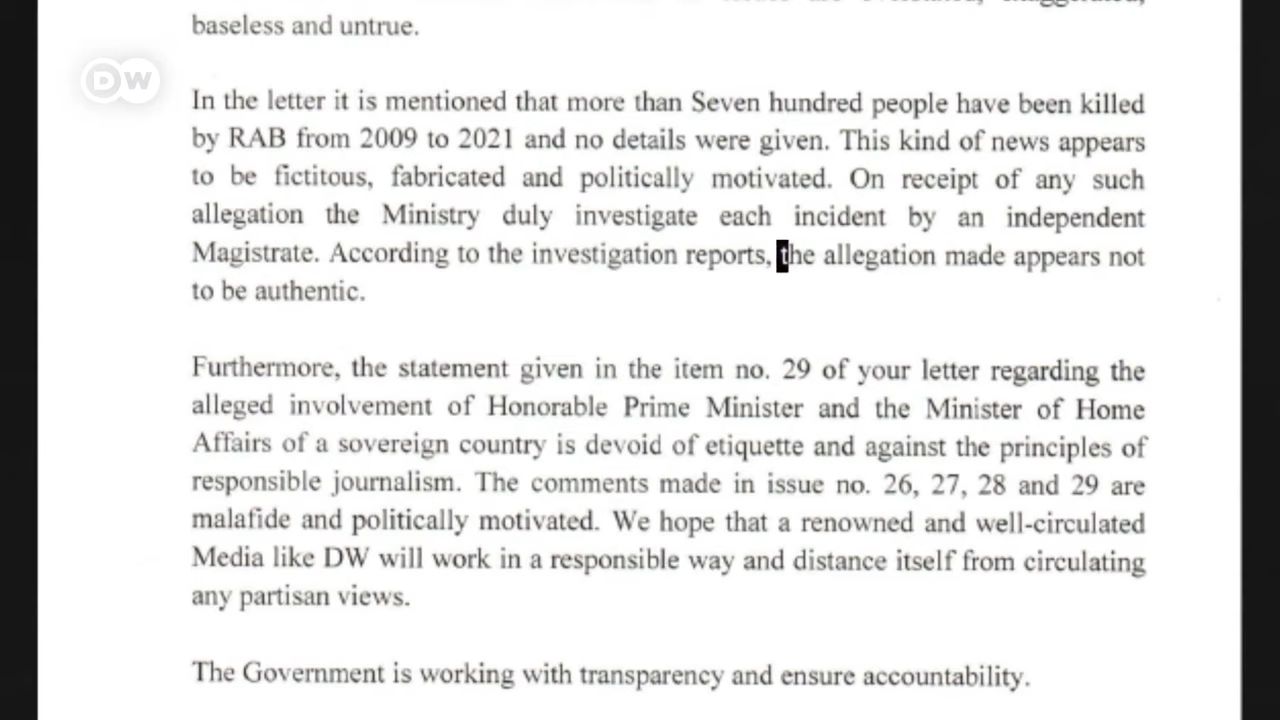 baseless and untrue.
DW
In the letter it is mentioned that more than Seven hundred people have been killed
by RAB from 2009 to 2021 and no details were given. This kind of news appears
to be fictitous, fabricated and politically motivated. On receipt of any such
allegation the Ministry duly investigate each incident by an independent
Magistrate. According to the investigation reports, the allegation made appears not
to be authentic.
Furthermore, the statement given in the item no. 29 of your letter regarding the
alleged involvement of Honorable Prime Minister and the Minister of Home
Affairs of a sovereign country is devoid of etiquette and against the principles of
responsible journalism. The comments made in issue no. 26, 27, 28 and 29 are
malafide and politically motivated. We hope that a renowned and well-circulated
Media like DW will work in a responsible way and distance itself from circulating
any partisan views.
The Government is working with transparency and ensure accountability.